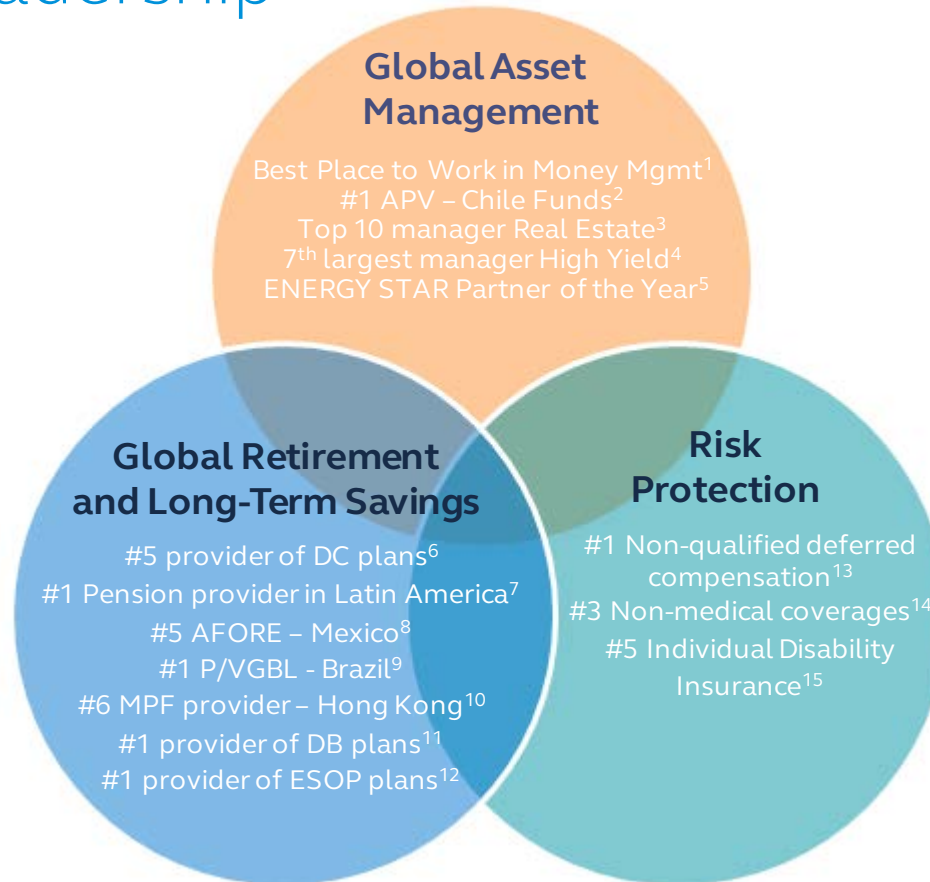 Global Asset
Management
Best Place to Work in Money Mgmt¹
#1 APV – Chile Funds²
Top 10 manager Real Estate³
7ᵗʰ largest manager High Yield⁴
ENERGY STAR Partner of the Year⁵
Global Retirement
and Long-Term Savings
#5 provider of DC plans⁶
#1 Pension provider in Latin America⁷
#5 AFORE – Mexico⁸
#1 P/VGBL - Brazil⁹
#6 MPF provider – Hong Kong¹⁰
#1 provider of DB plans¹¹
#1 provider of ESOP plans¹²
Risk
Protection
#1 Non-qualified deferred
compensation¹³
#3 Non-medical coverages¹⁴
#5 Individual Disability
Insurance¹⁵